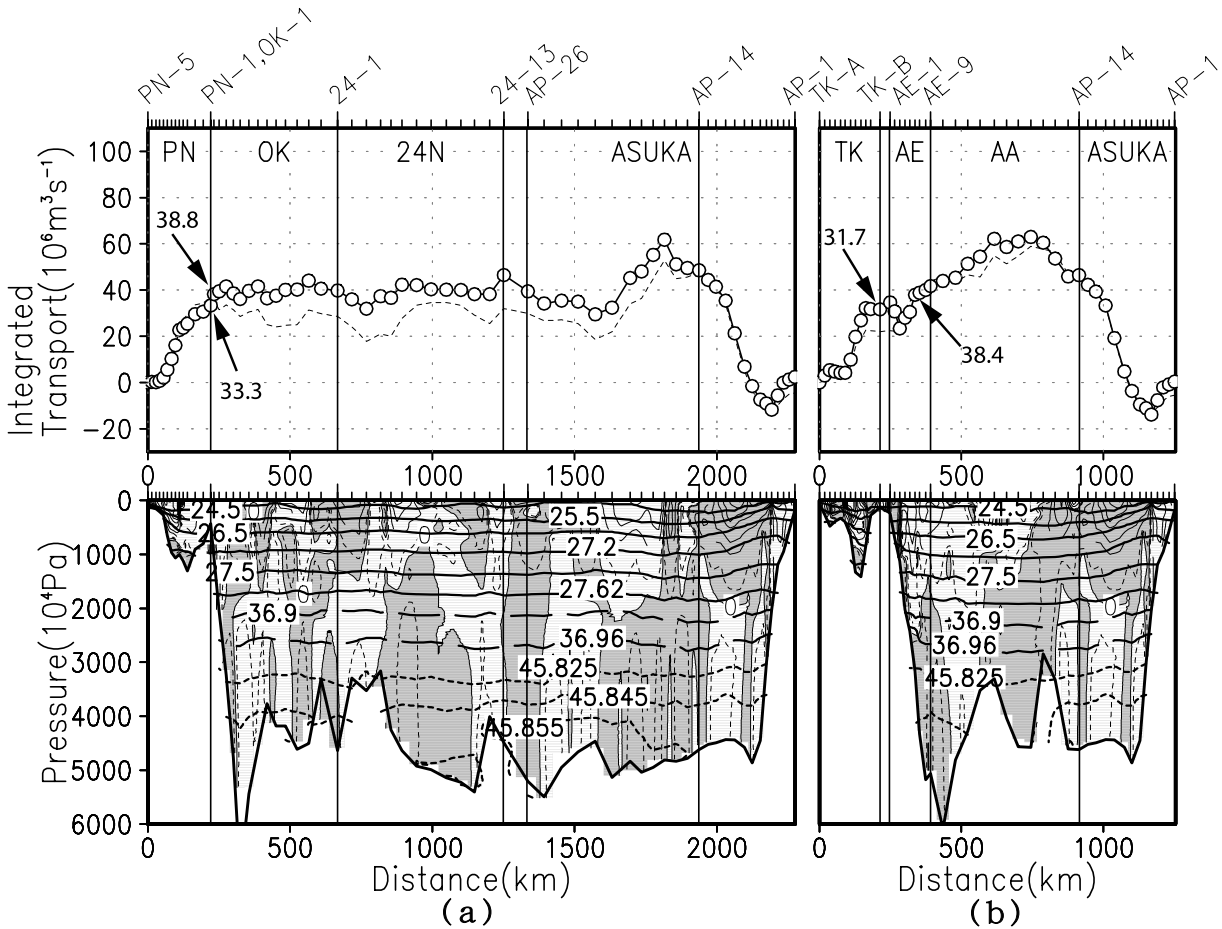 PN-5
PN-1,OK-1
24-1
24-13
AP-26
AP-14
AP-1
TK-A
TK-B
AE-1
AE-9
AP-14
AP-1
PN OK 24N ASUKA
TK AE AA ASUKA
Integrated
Transport(10⁶m³s⁻¹)
100
80
60
40
20
0
-20
38.8
33.3
31.7
38.4
0 500 1000 1500 2000
0 500 1000
Pressure(10⁴Pa)
0
1000
2000
3000
4000
5000
6000
24.5
26.5
27.5
36.9
0
0
25.5
27.2
27.62
36.96
45.825
45.845
45.855
0
24.5
26.5
27.5
36.9
36.96
45.825
0
0 500 1000 1500 2000
0 500 1000
Distance(km)
Distance(km)
(a)
(b)